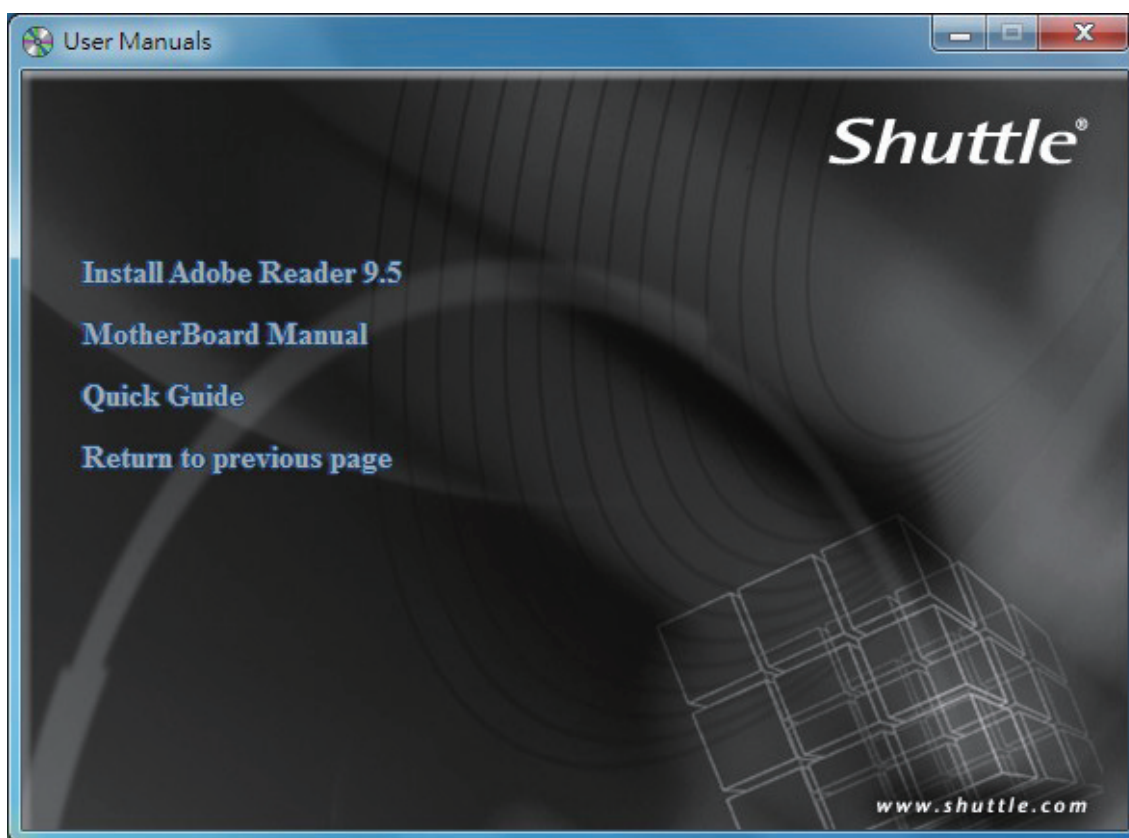 User Manuals
Shuttle®
Install Adobe Reader 9.5
MotherBoard Manual
Quick Guide
Return to previous page
www.shuttle.com